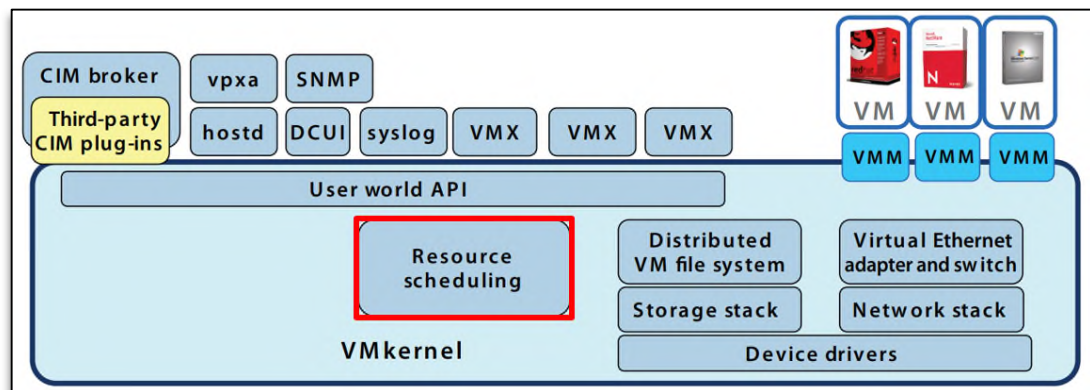 CIM broker
Third-party
CIM plug-ins
vpxa
SNMP
hostd
DCUI
syslog
VMX
VMX
VMX
N
VM
VM
VM
VMM
VMM
VMM
User world API
Resource
scheduling
Distributed
VM file system
Virtual Ethernet
adapter and switch
Storage stack
Network stack
VMkernel
Device drivers